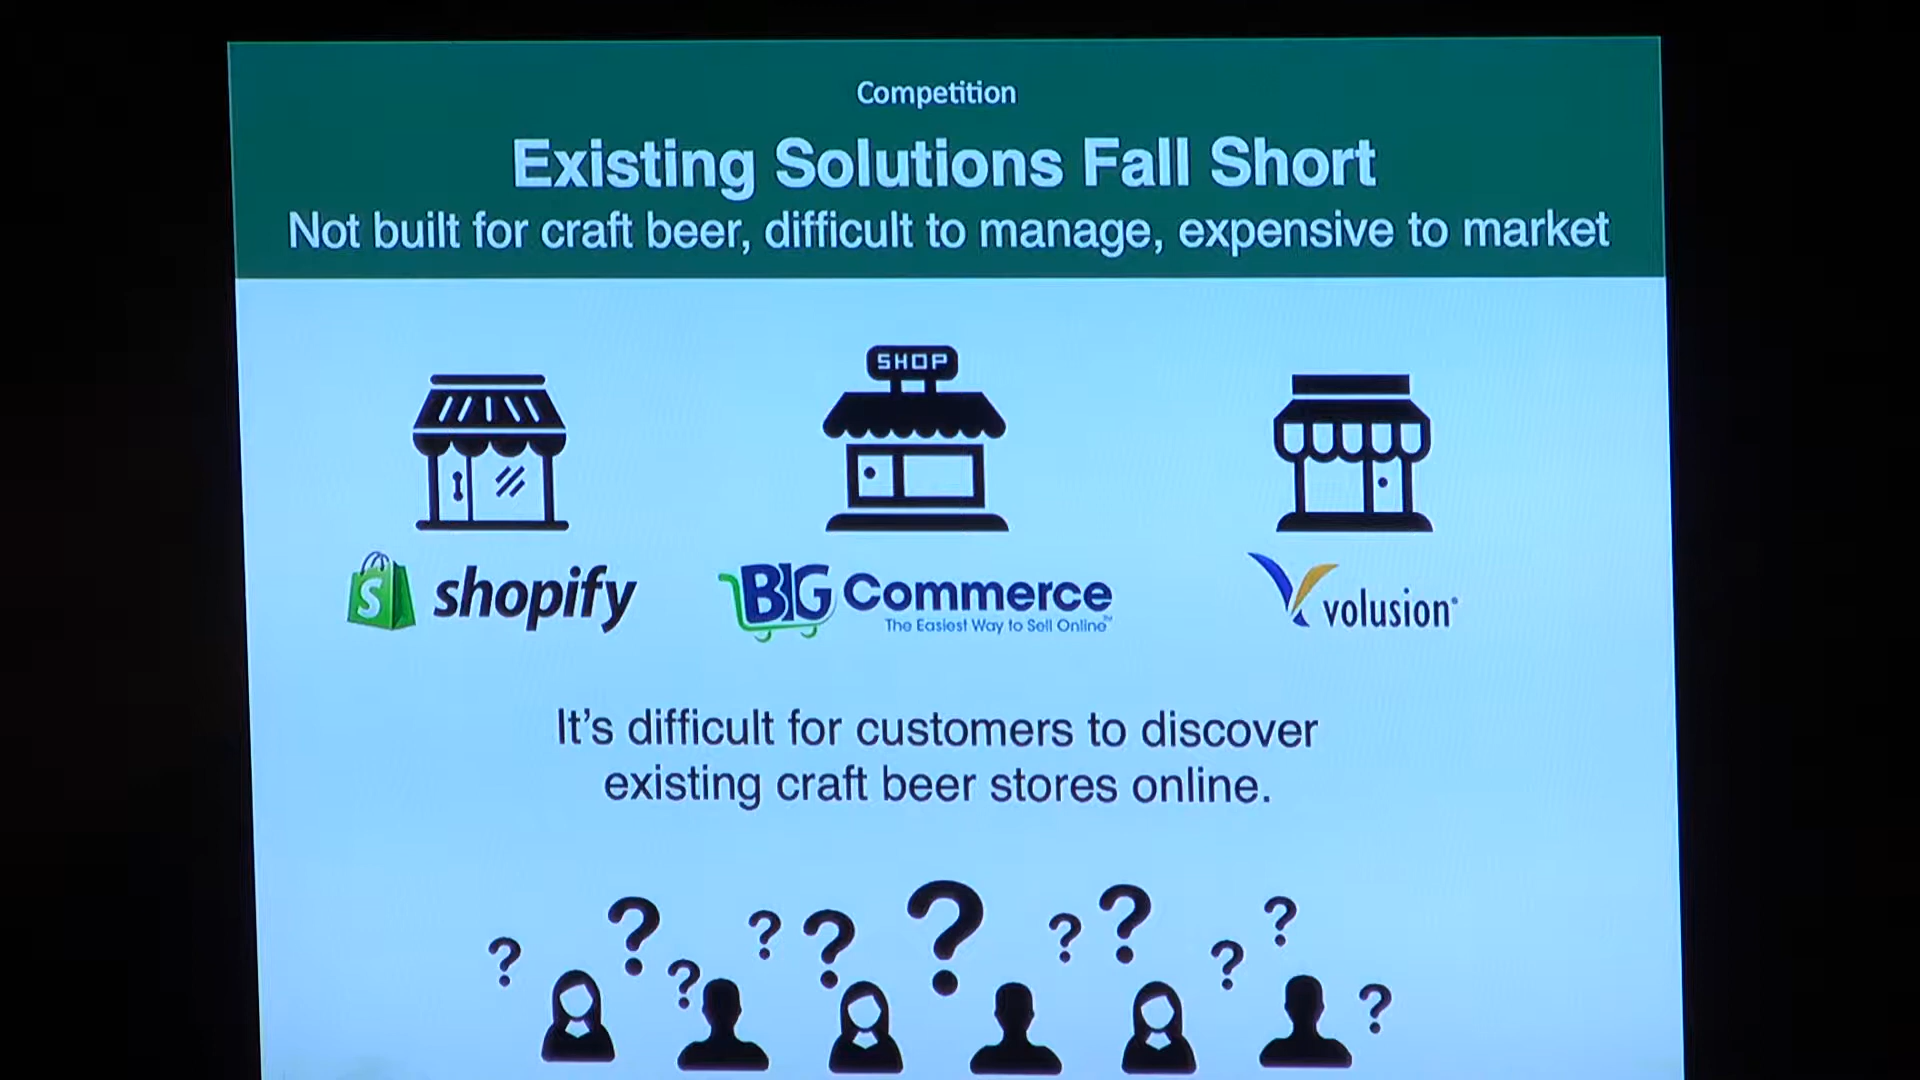 Competition
Existing Solutions Fall Short
Not built for craft beer, difficult to manage, expensive to market
SHOP
S shopify
BIG Commerce
The Easiest Way to Sell Online™
volusion
It's difficult for customers to discover
existing craft beer stores online.
? ? ? ? ? ? ? ? ? ? ? ?